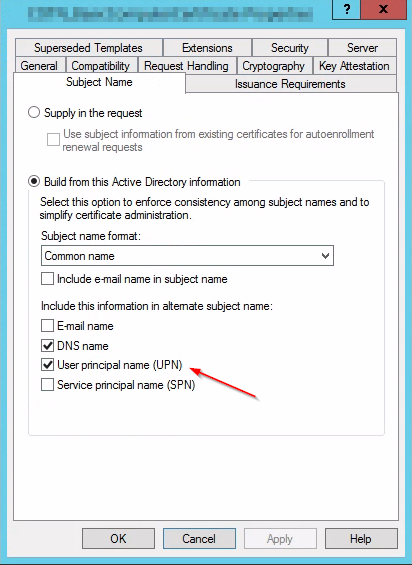 ?
x
Superseded Templates
Extensions
Security
Server
General
Compatibility
Request Handling
Cryptography
Key Attestation
Subject Name
Issuance Requirements
Supply in the request
Use subject information from existing certificates for autoenrollment
renewal requests
Build from this Active Directory information
Select this option to enforce consistency among subject names and to
simplify certificate administration.
Subject name format:
Common name
Include e-mail name in subject name
Include this information in alternate subject name:
E-mail name
DNS name
User principal name (UPN)
Service principal name (SPN)
OK
Cancel
Apply
Help